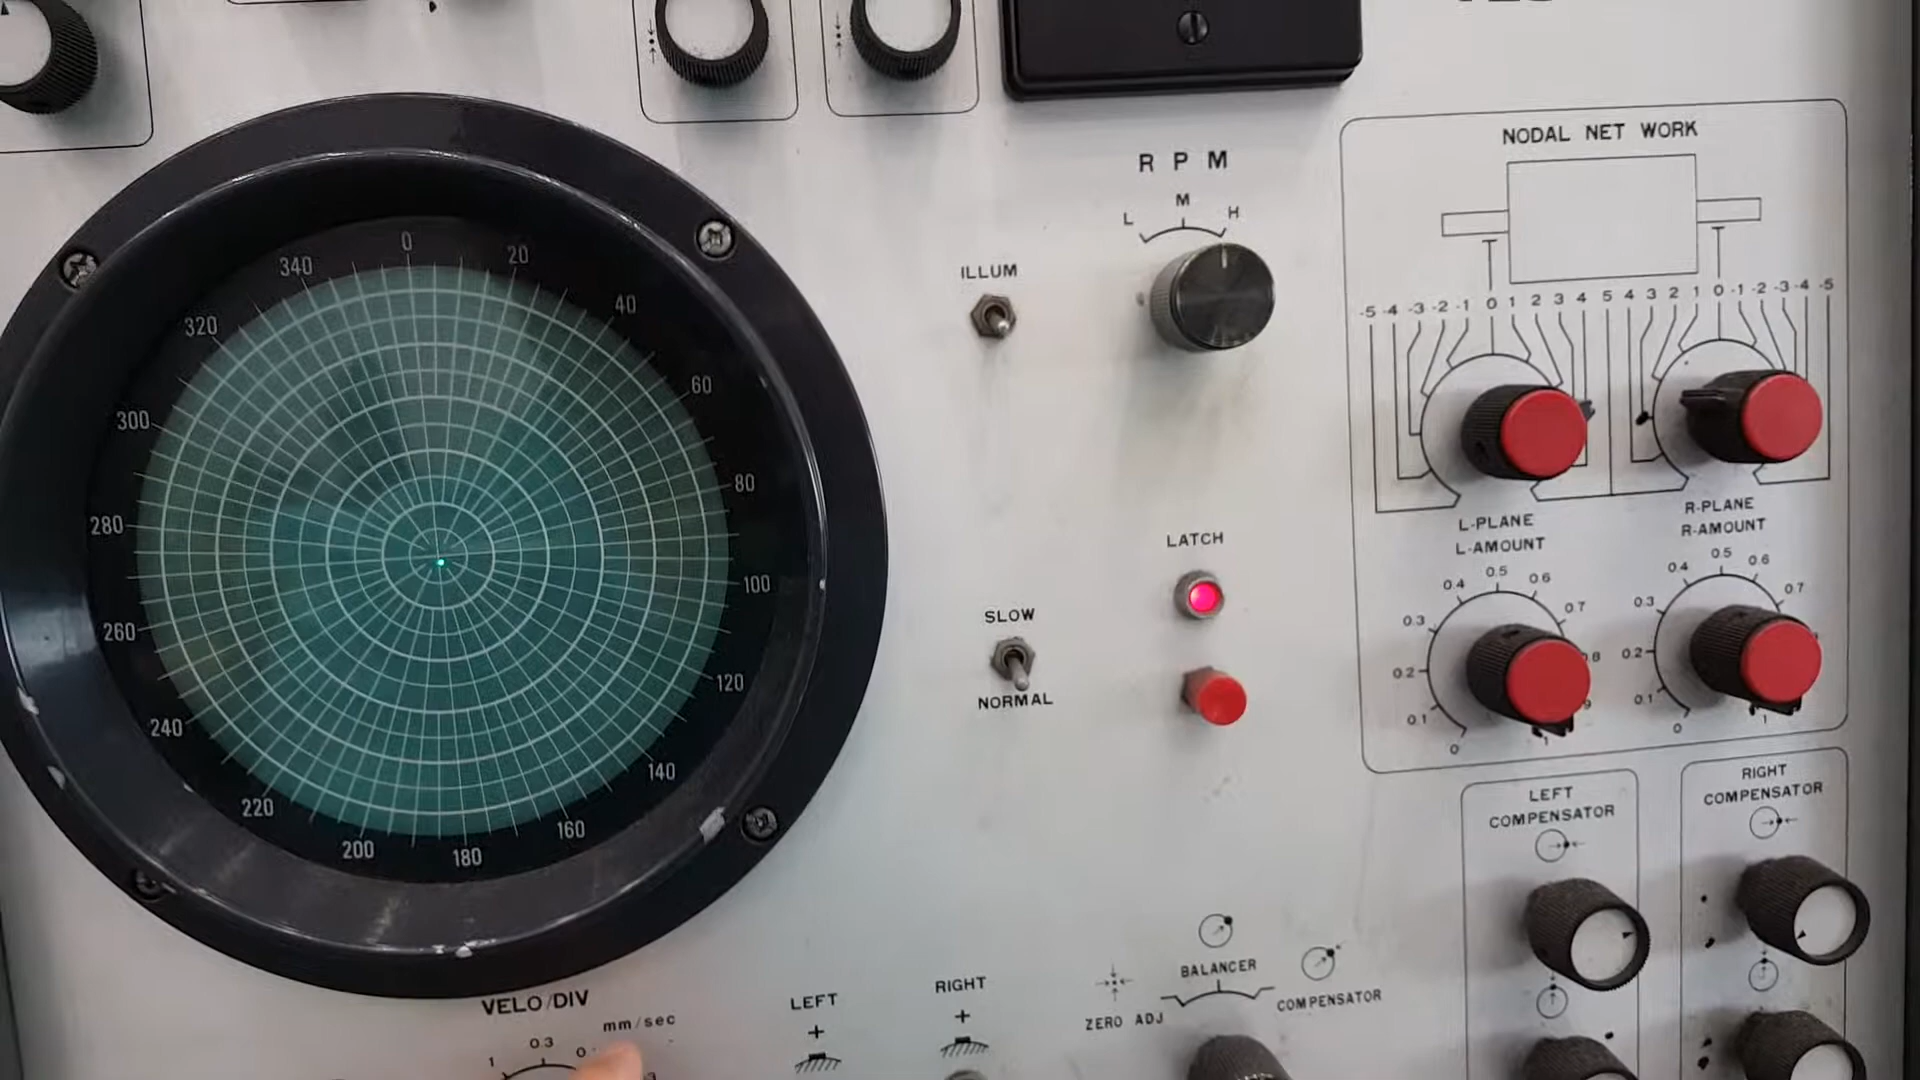 NODAL NET WORK
R P M
L M H
ILLUM
0 20 40 60 80 100 120 140 160 180 200 220 240 260 280 300 320 340
-5 -4 -3 -2 -1 0 1 2 3 4 5 4 3 2 1 0 -1 -2 -3 -4 -5
L-PLANE
L-AMOUNT
R-PLANE
R-AMOUNT
LATCH
0 0.1 0.2 0.3 0.4 0.5 0.6 0.7 0.8 1
0 0.1 0.2 0.3 0.4 0.5 0.6 0.7 1
SLOW
NORMAL
LEFT
COMPENSATOR
RIGHT
COMPENSATOR
VELO/DIV
mm/sec
1 0.3
LEFT
+
RIGHT
+
ZERO ADJ
BALANCER
COMPENSATOR